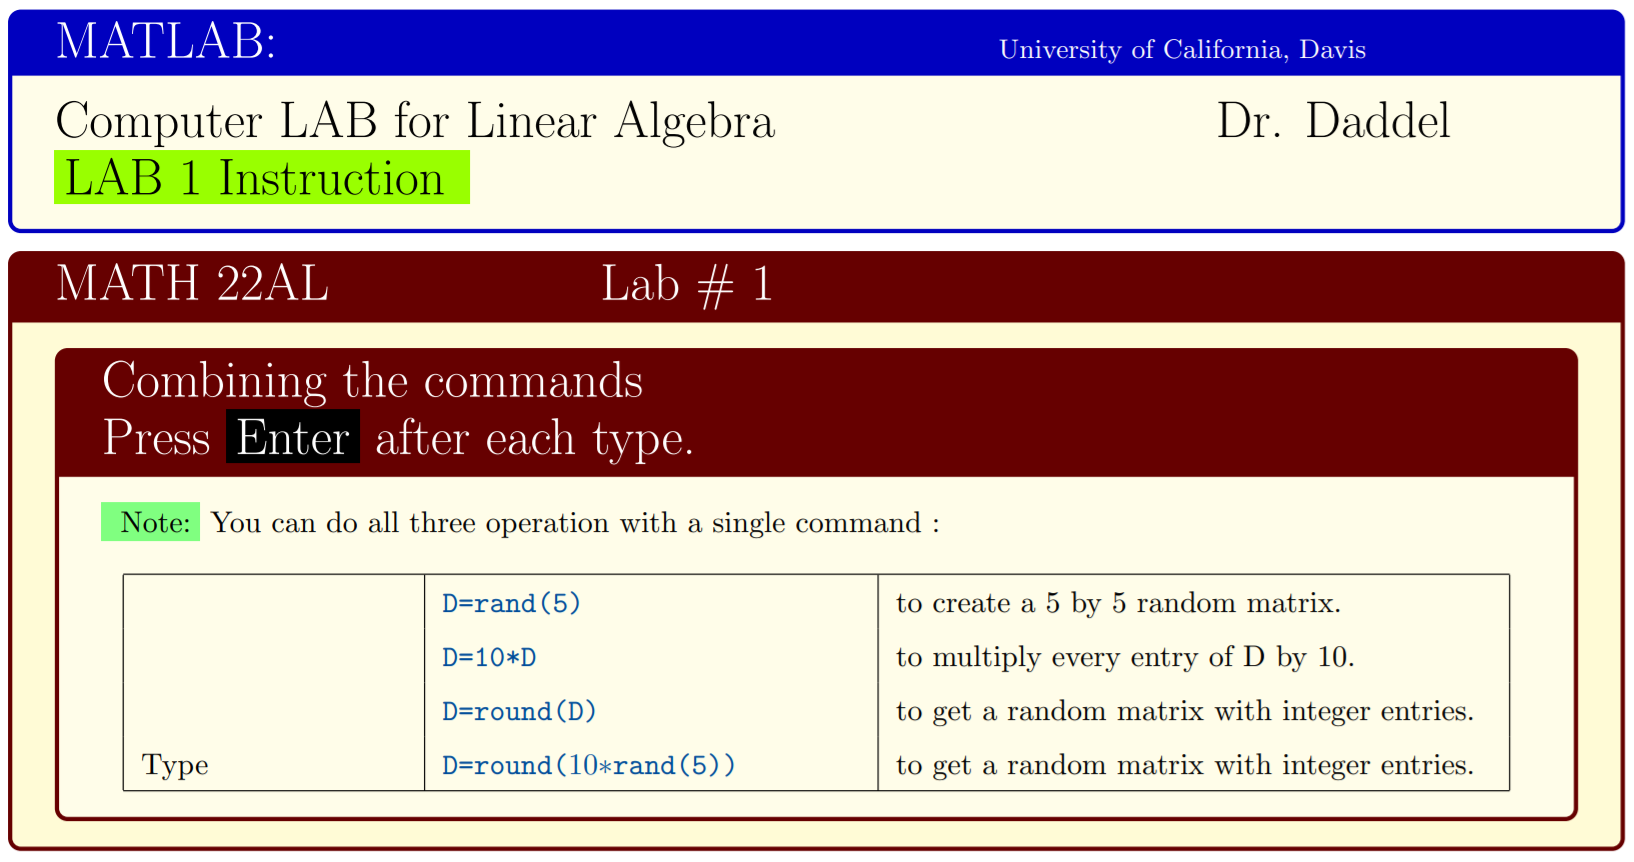 MATLAB: University of California, Davis
Computer LAB for Linear Algebra Dr. Daddel
LAB 1 Instruction
MATH 22AL Lab # 1
Combining the commands
Press Enter after each type.
Note: You can do all three operation with a single command :
D=rand(5) to create a 5 by 5 random matrix.
D=10*D to multiply every entry of D by 10.
D=round(D) to get a random matrix with integer entries.
Type D=round(10*rand(5)) to get a random matrix with integer entries.